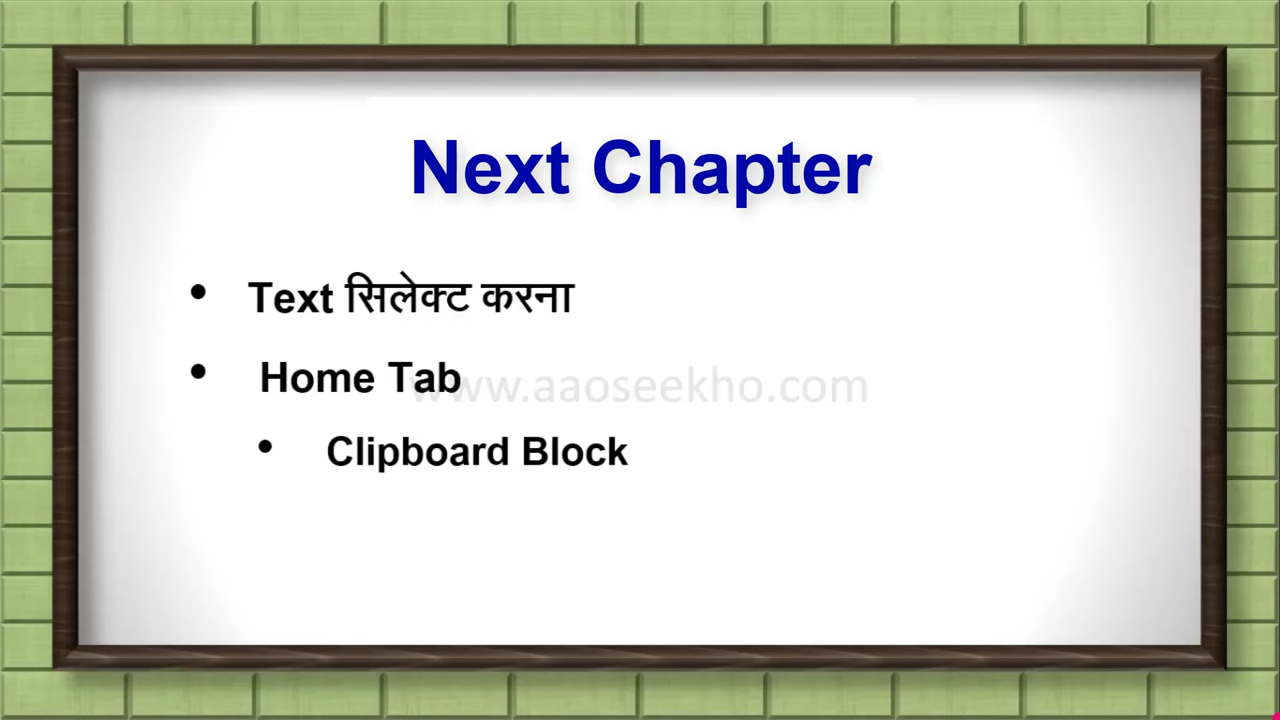 Next Chapter
• Text सिलेक्ट करना
• Home Tab
www.aaoseekho.com
• Clipboard Block